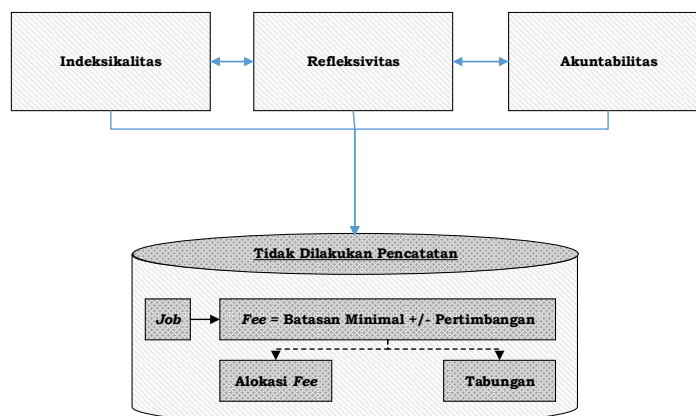 Indeksikalitas
Refleksivitas
Akuntabilitas
Tidak Dilakukan Pencatatan
Job
Fee = Batasan Minimal +/- Pertimbangan
Alokasi Fee
Tabungan